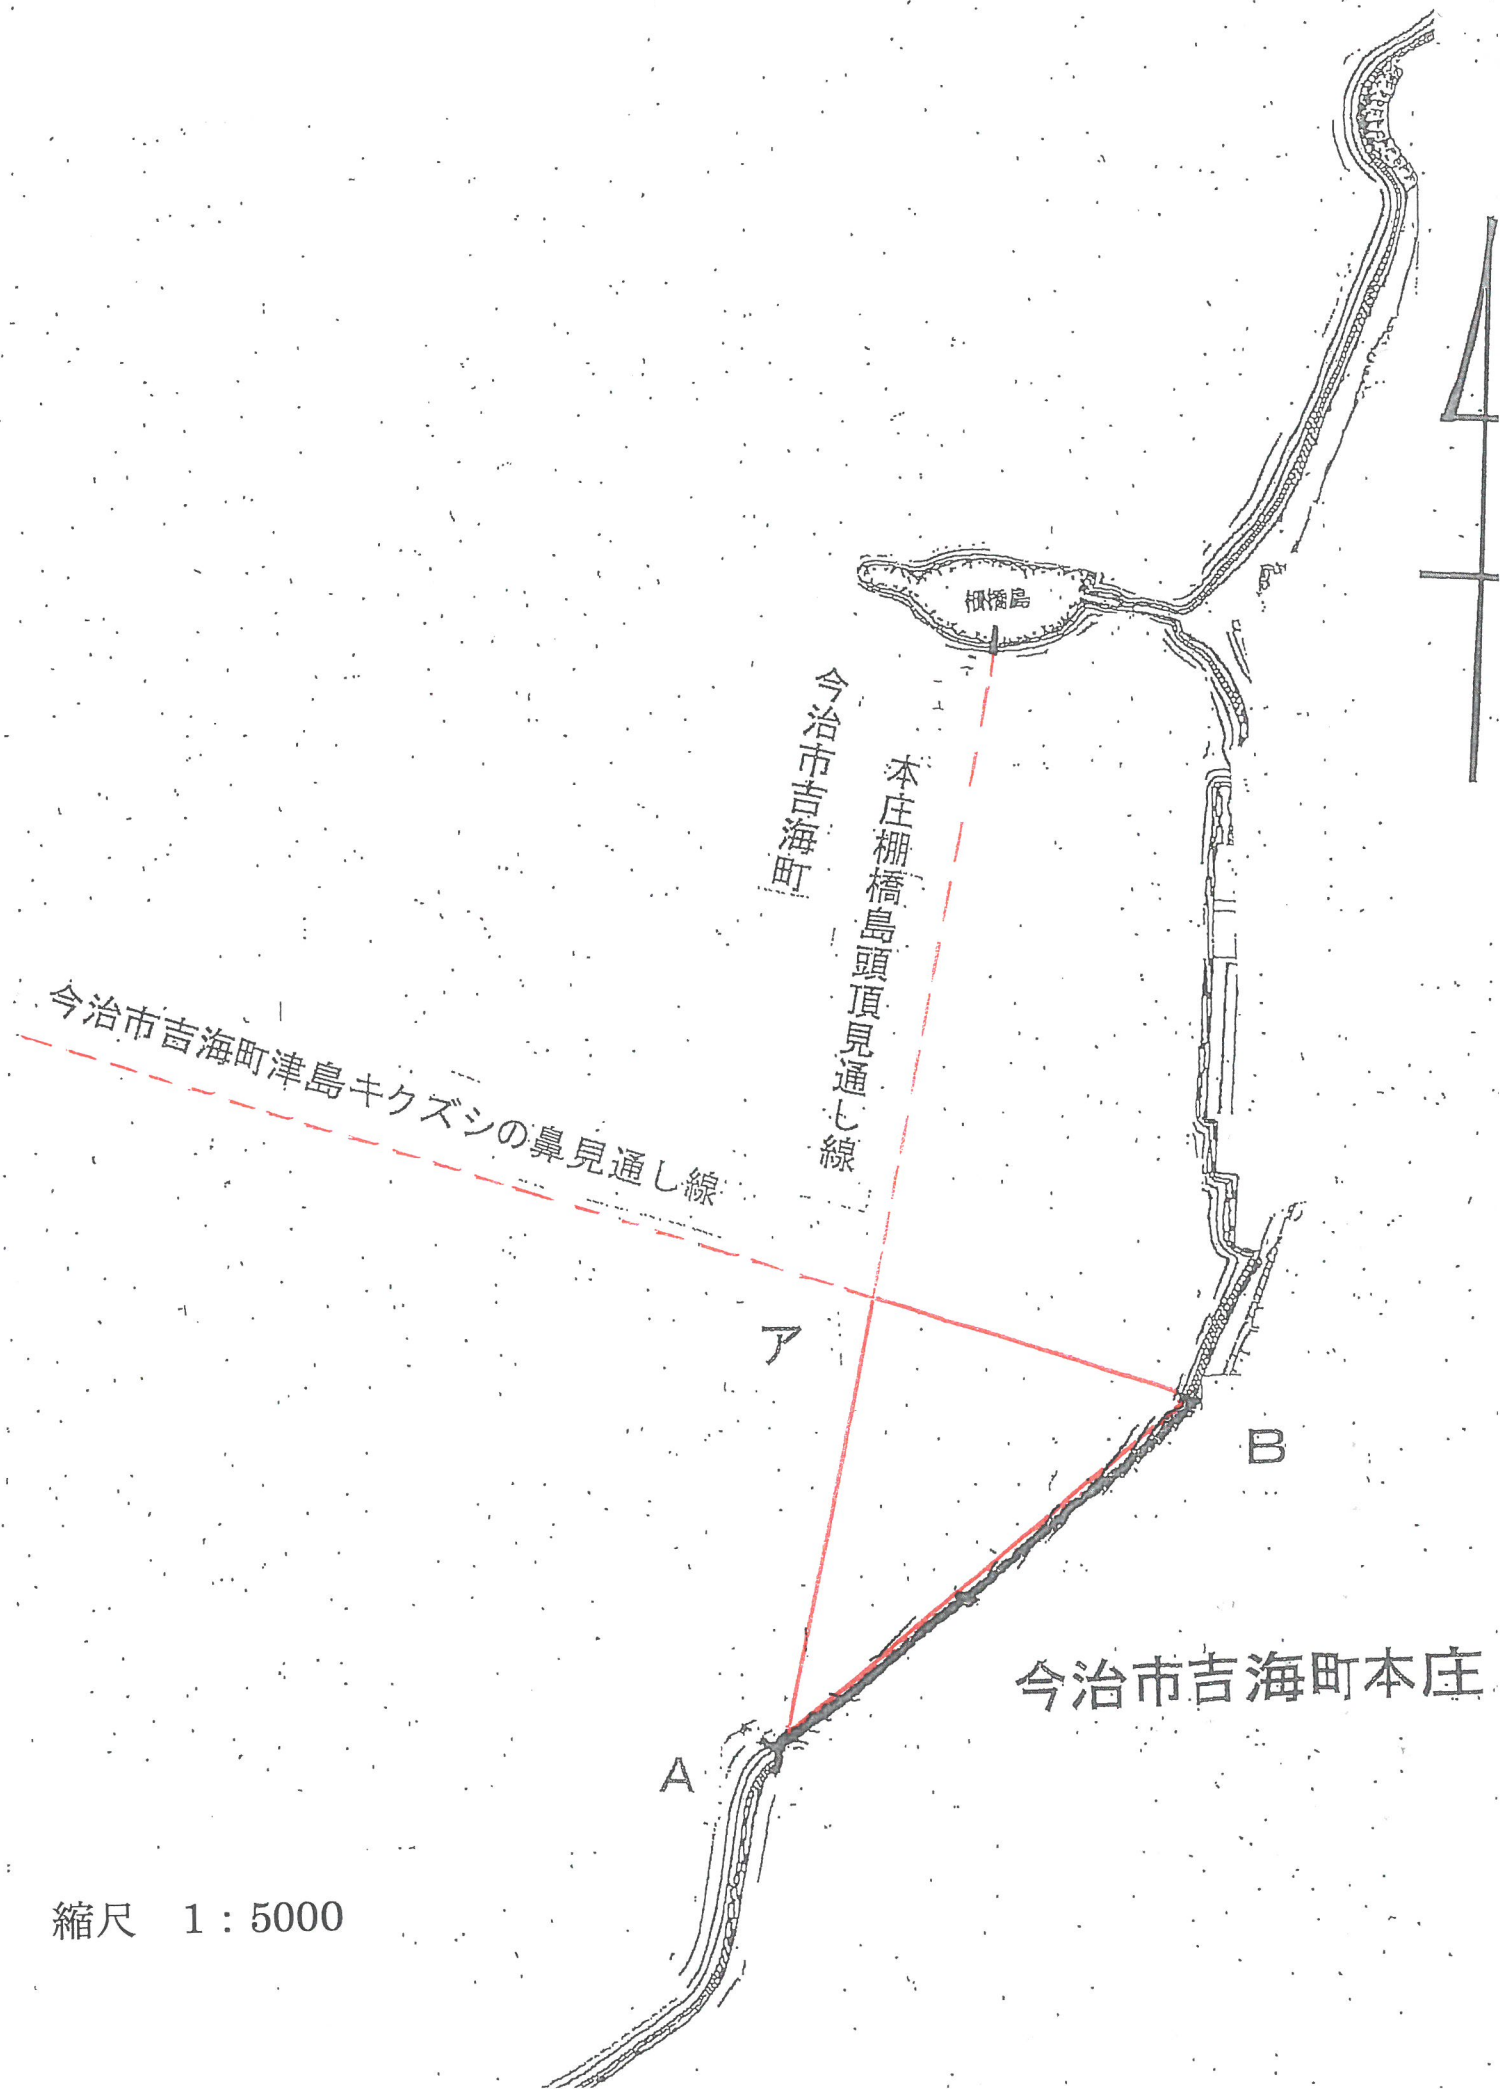 棚橋島
今治市吉海町
本庄棚橋島頭頂見通し線
今治市吉海町津島キクズシの鼻見通し線
ア
B
今治市吉海町本庄
A
縮尺 1:5000